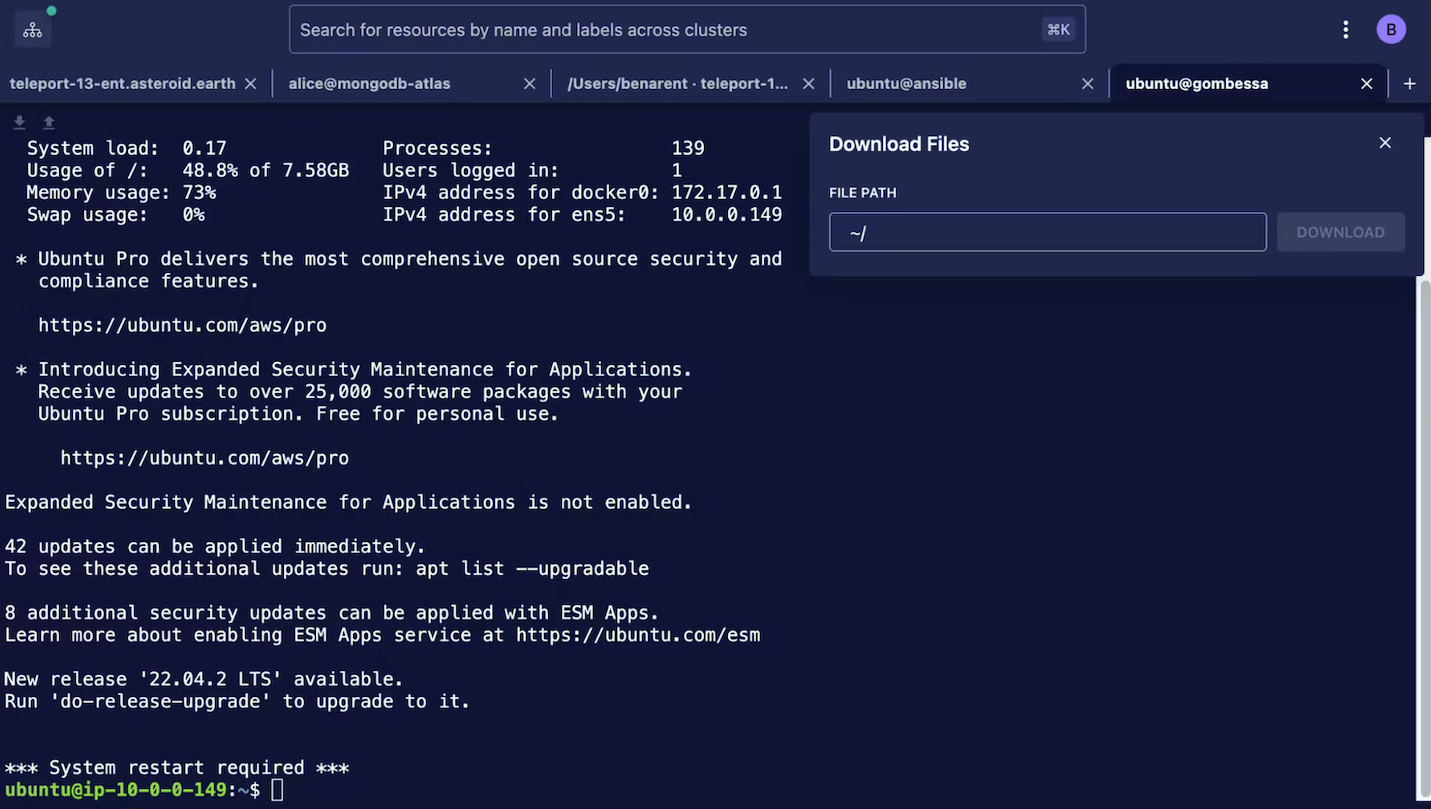 Search for resources by name and labels across clusters ⌘K B
teleport-13-ent.asteroid.earth alice@mongodb-atlas /Users/benarent · teleport-1... ubuntu@ansible ubuntu@gombessa
System load: 0.17 Processes: 139
Usage of /: 48.8% of 7.58GB Users logged in: 1
Memory usage: 73% IPv4 address for docker0: 172.17.0.1
Swap usage: 0% IPv4 address for ens5: 10.0.0.149
* Ubuntu Pro delivers the most comprehensive open source security and
compliance features.
https://ubuntu.com/aws/pro
* Introducing Expanded Security Maintenance for Applications.
Receive updates to over 25,000 software packages with your
Ubuntu Pro subscription. Free for personal use.
https://ubuntu.com/aws/pro
Expanded Security Maintenance for Applications is not enabled.
42 updates can be applied immediately.
To see these additional updates run: apt list --upgradable
8 additional security updates can be applied with ESM Apps.
Learn more about enabling ESM Apps service at https://ubuntu.com/esm
New release '22.04.2 LTS' available.
Run 'do-release-upgrade' to upgrade to it.
*** System restart required ***
ubuntu@ip-10-0-0-149:~$
Download Files
FILE PATH
~/ DOWNLOAD